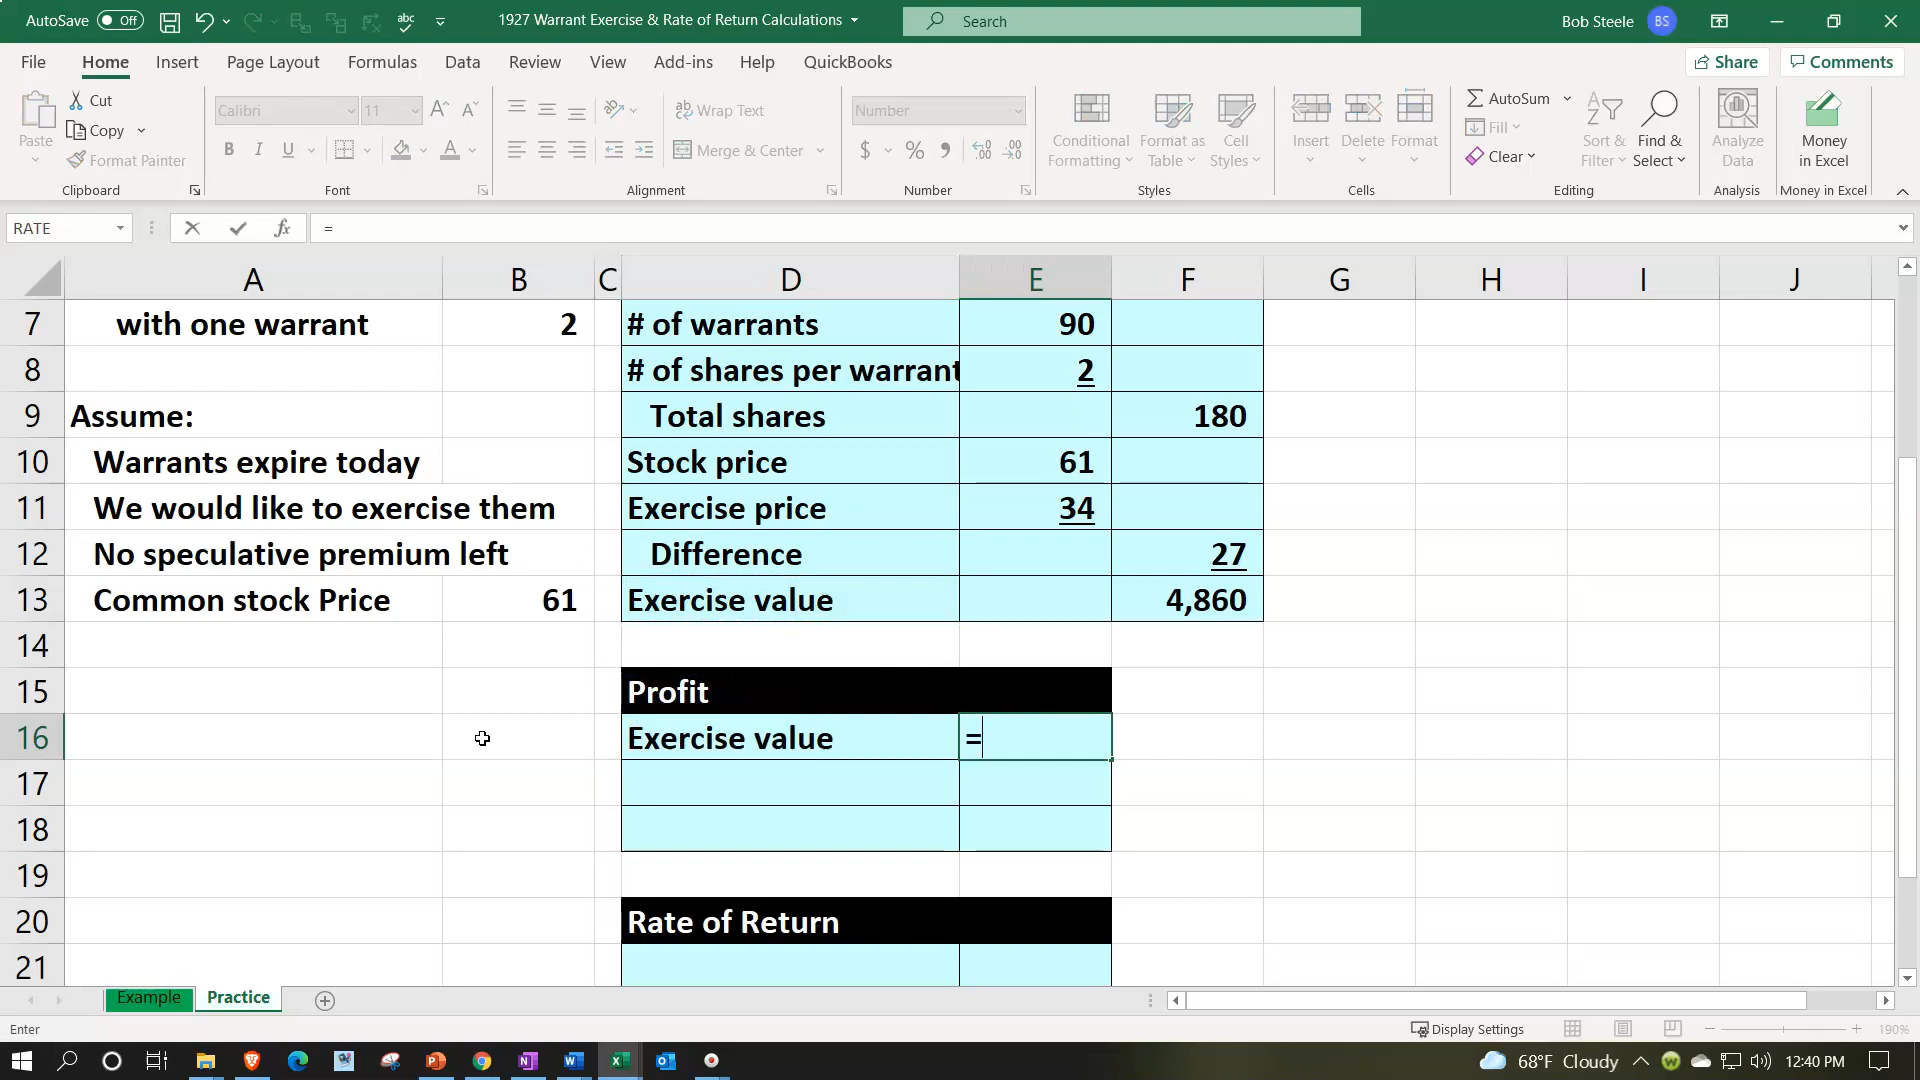 AutoSave Off 1927 Warrant Exercise & Rate of Return Calculations Search Bob Steele BS
File Home Insert Page Layout Formulas Data Review View Add-ins Help QuickBooks Share Comments
Paste Cut Copy Format Painter Clipboard
Calibri 11 B I U A Font
ab Wrap Text Merge & Center Alignment
Number $ % Number
Conditional Formatting Format as Table Cell Styles Styles
Insert Delete Format Cells
AutoSum Fill Clear Sort & Filter Find & Select Editing
Analyze Data Analysis
Money in Excel Money in Excel
RATE fx =
A B C D E F G H I J
7 with one warrant 2 # of warrants 90
8 # of shares per warrant 2
9 Assume: Total shares 180
10 Warrants expire today Stock price 61
11 We would like to exercise them Exercise price 34
12 No speculative premium left Difference 27
13 Common stock Price 61 Exercise value 4,860
14
15 Profit
16 Exercise value =
17
18
19
20 Rate of Return
21
Example Practice
Enter Display Settings 190%
68°F Cloudy 12:40 PM